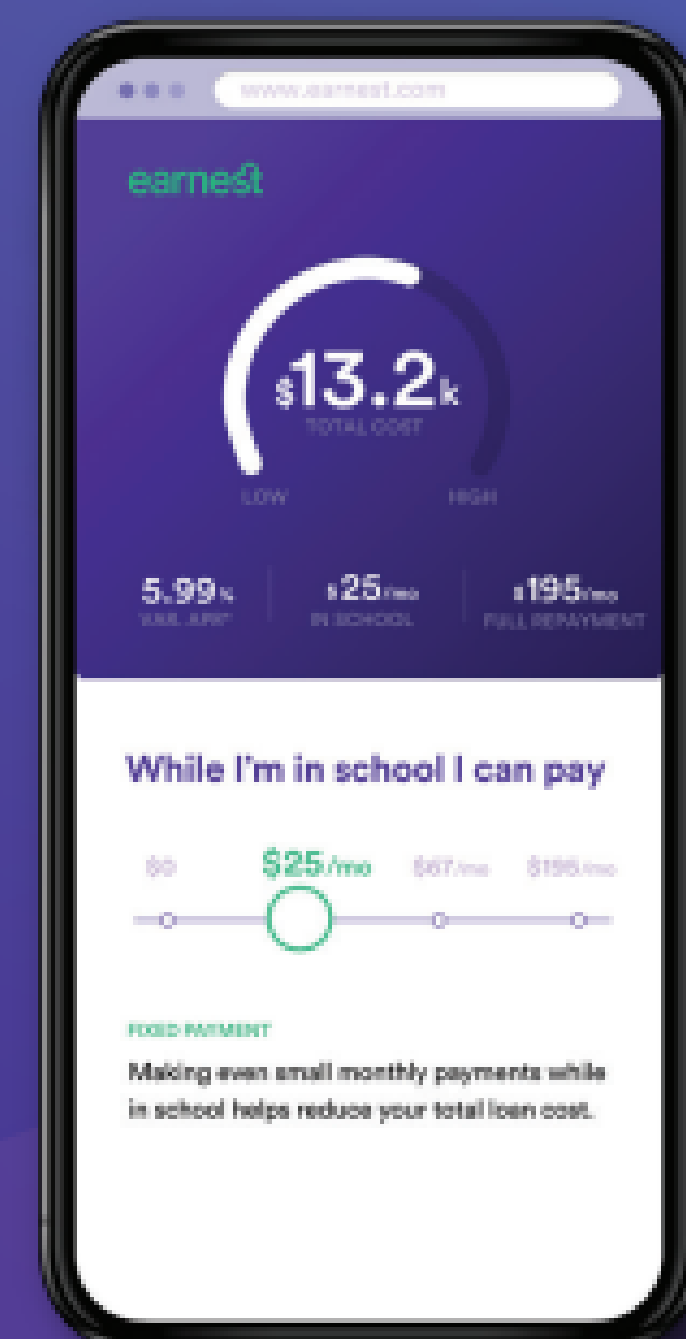 www.earnest.com
earnest
$13.2k
TOTAL COST
LOW HIGH
5.99% $25/mo $195/mo
VAR. APR* IN SCHOOL FULL REPAYMENT
While I'm in school I can pay
$0 $25/mo $67/mo $195/mo
FIXED PAYMENT
Making even small monthly payments while
in school helps reduce your total loan cost.